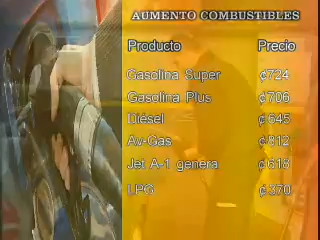 AUMENTO COMBUSTIBLES
Producto Precio
Gasolina Super ¢724
Gasolina Plus ¢706
Diésel ¢645
Av-Gas ¢812
Jet A-1 genera ¢618
LPG ¢370